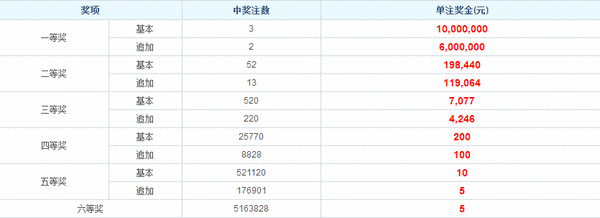 奖项 中奖注数 单注奖金(元)
一等奖 基本 3 10,000,000
追加 2 6,000,000
二等奖 基本 52 198,440
追加 13 119,064
三等奖 基本 520 7,077
追加 220 4,246
四等奖 基本 25770 200
追加 8828 100
五等奖 基本 521120 10
追加 176901 5
六等奖 5163828 5